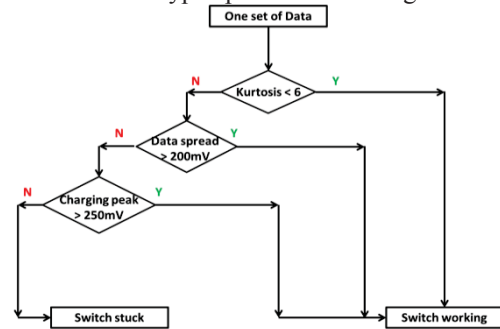 One set of Data
N
Kurtosis < 6
Y
N
Data spread
> 200mV
Y
N
Charging peak
> 250mV
Y
Switch stuck
Switch working